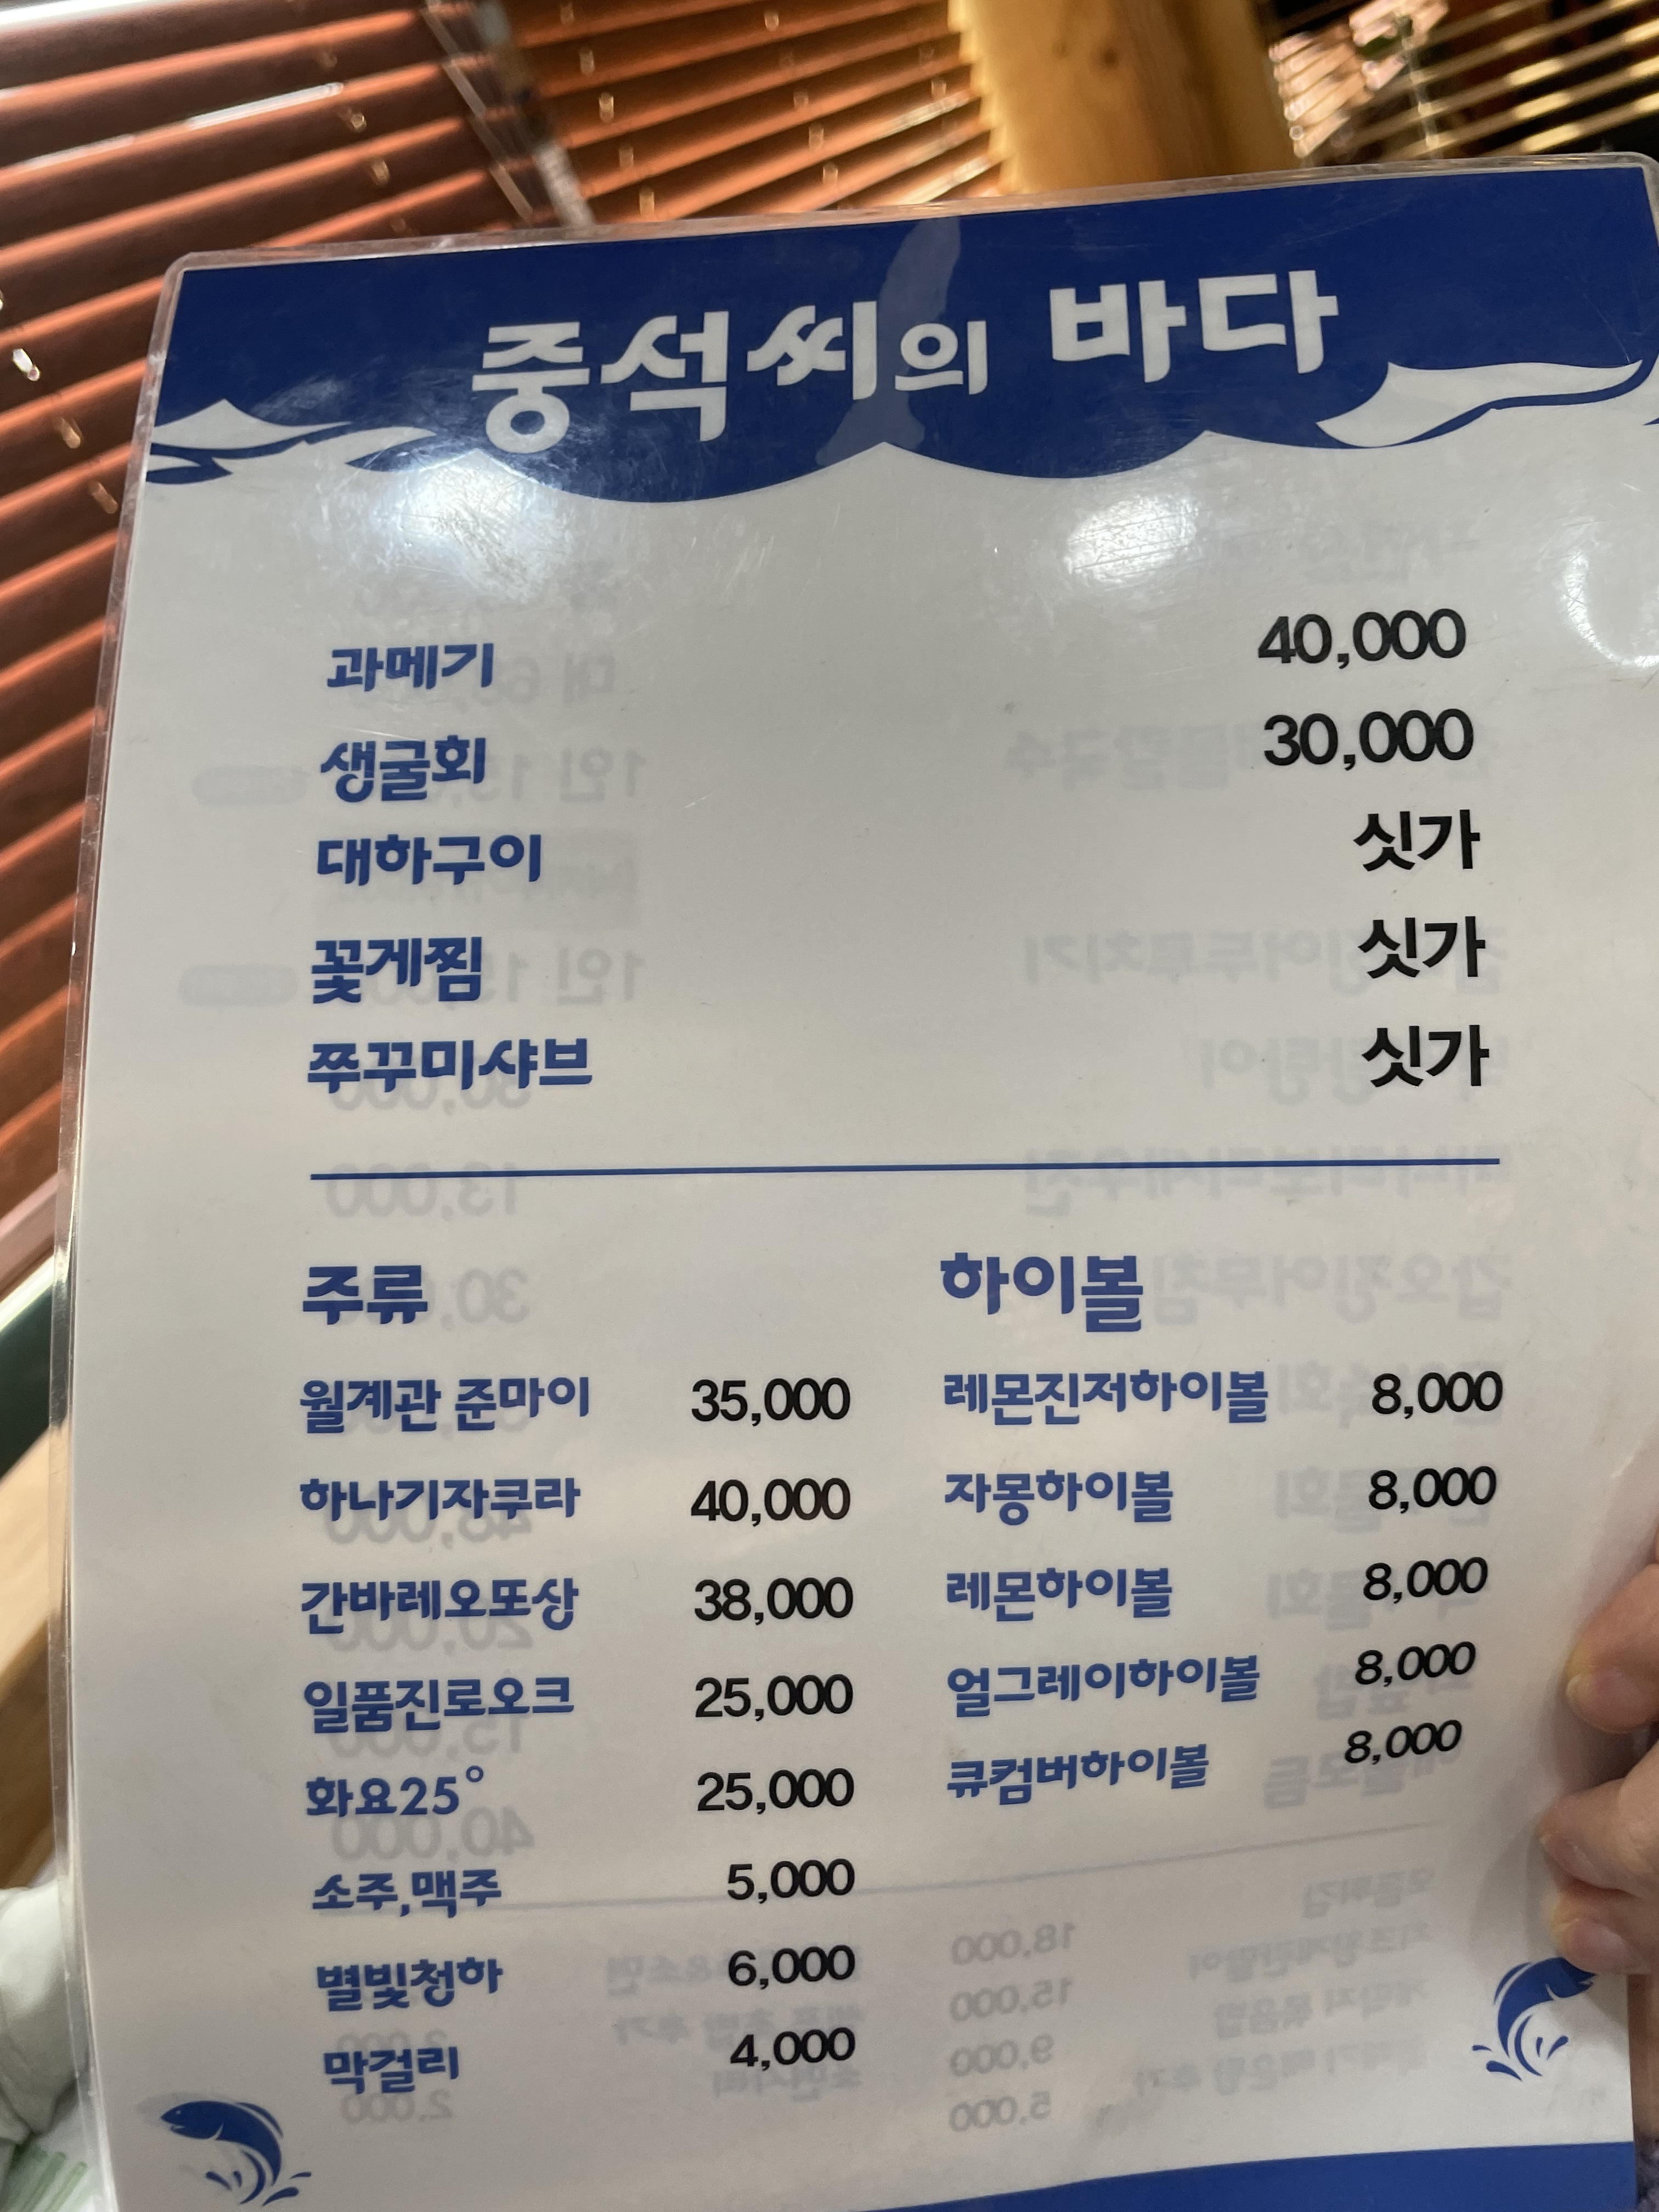 중석씨의 바다
과메기 40,000
생굴회 30,000
대하구이 싯가
꽃게찜 싯가
쭈꾸미샤브 싯가
주류
월계관 준마이 35,000
하나기자쿠라 40,000
간바레오또상 38,000
일품진로오크 25,000
화요25° 25,000
소주,맥주 5,000
별빛청하 6,000
막걸리 4,000
하이볼
레몬진저하이볼 8,000
자몽하이볼 8,000
레몬하이볼 8,000
얼그레이하이볼 8,000
큐컴버하이볼 8,000